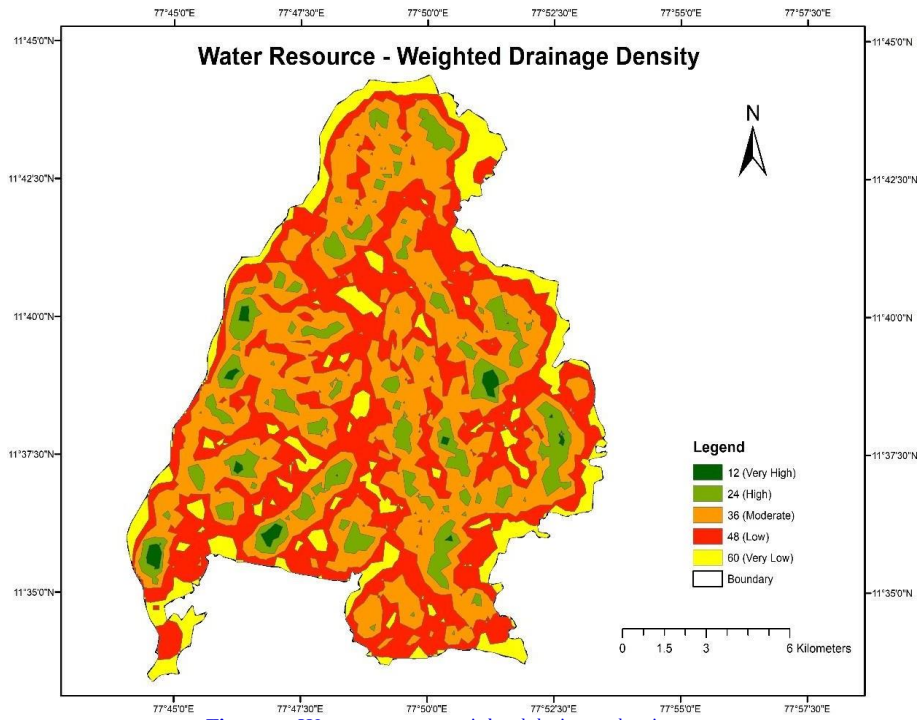 77°45'0"E 77°47'30"E 77°50'0"E 77°52'30"E 77°55'0"E 77°57'30"E
11°45'0"N 11°45'0"N
Water Resource - Weighted Drainage Density
N
11°42'30"N 11°42'30"N
11°40'0"N 11°40'0"N
11°37'30"N 11°37'30"N
Legend
12 (Very High)
24 (High)
36 (Moderate)
48 (Low)
60 (Very Low)
Boundary
11°35'0"N 11°35'0"N
0 1.5 3 6 Kilometers
77°45'0"E 77°47'30"E 77°50'0"E 77°52'30"E 77°55'0"E 77°57'30"E